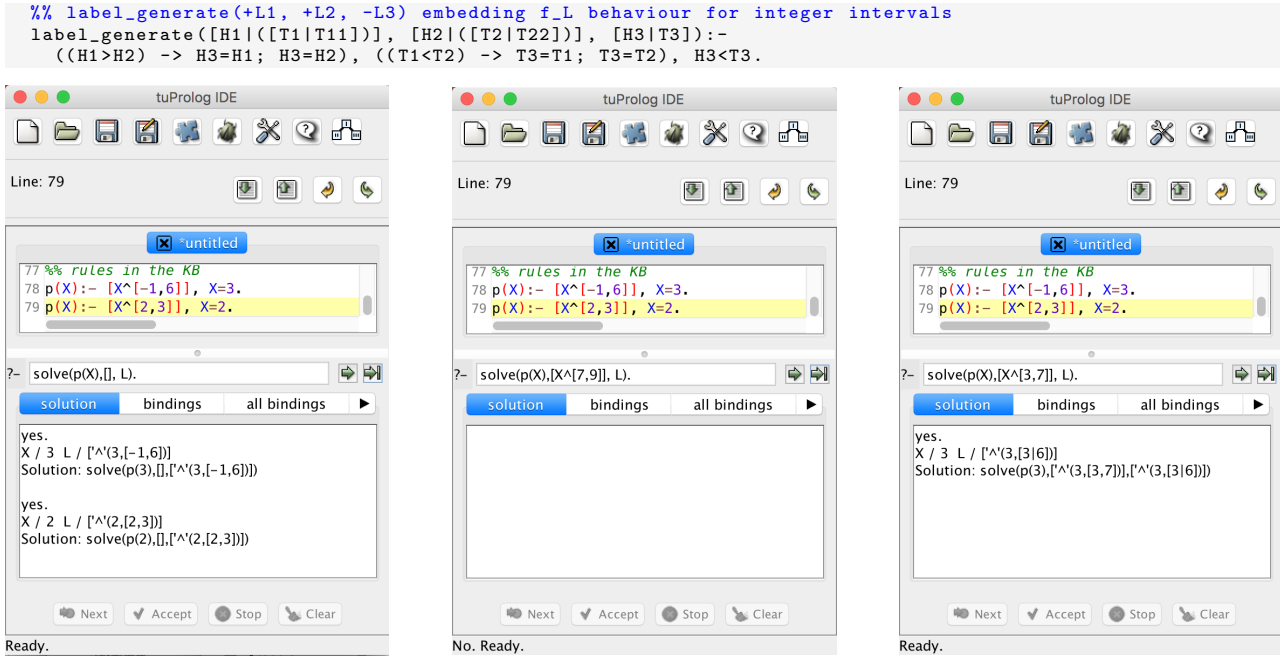 %% label_generate(+L1, +L2, -L3) embedding f_L behaviour for integer intervals
label_generate([H1|([T1|T11])], [H2|([T2|T22])], [H3|T3]):-
((H1>H2) -> H3=H1; H3=H2), ((T1<T2) -> T3=T1; T3=T2), H3<T3.
tuProlog IDE
Line: 79
*untitled
77 %% rules in the KB
78 p(X):- [X^[-1,6]], X=3.
79 p(X):- [X^[2,3]], X=2.
?- solve(p(X),[], L).
solution bindings all bindings
yes.
X / 3 L / ['^'(3,[-1,6])]
Solution: solve(p(3),[],['^'(3,[-1,6])])
yes.
X / 2 L / ['^'(2,[2,3])]
Solution: solve(p(2),[],['^'(2,[2,3])])
Next Accept Stop Clear
Ready.
tuProlog IDE
Line: 79
*untitled
77 %% rules in the KB
78 p(X):- [X^[-1,6]], X=3.
79 p(X):- [X^[2,3]], X=2.
?- solve(p(X),[X^[7,9]], L).
solution bindings all bindings
Next Accept Stop Clear
No. Ready.
tuProlog IDE
Line: 79
*untitled
77 %% rules in the KB
78 p(X):- [X^[-1,6]], X=3.
79 p(X):- [X^[2,3]], X=2.
?- solve(p(X),[X^[3,7]], L).
solution bindings all bindings
yes.
X / 3 L / ['^'(3,[3|6])]
Solution: solve(p(3),['^'(3,[3,7])],['^'(3,[3|6])])
Next Accept Stop Clear
Ready.